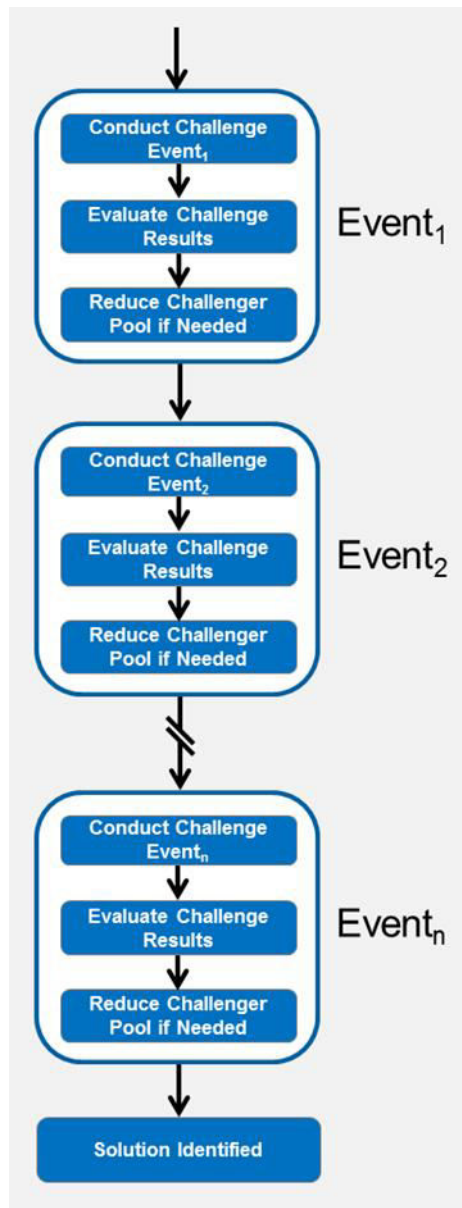 Conduct Challenge
Event₁
Evaluate Challenge
Results
Reduce Challenger
Pool if Needed
Event₁
Conduct Challenge
Event₂
Evaluate Challenge
Results
Reduce Challenger
Pool if Needed
Event₂
Conduct Challenge
Eventₙ
Evaluate Challenge
Results
Reduce Challenger
Pool if Needed
Eventₙ
Solution Identified